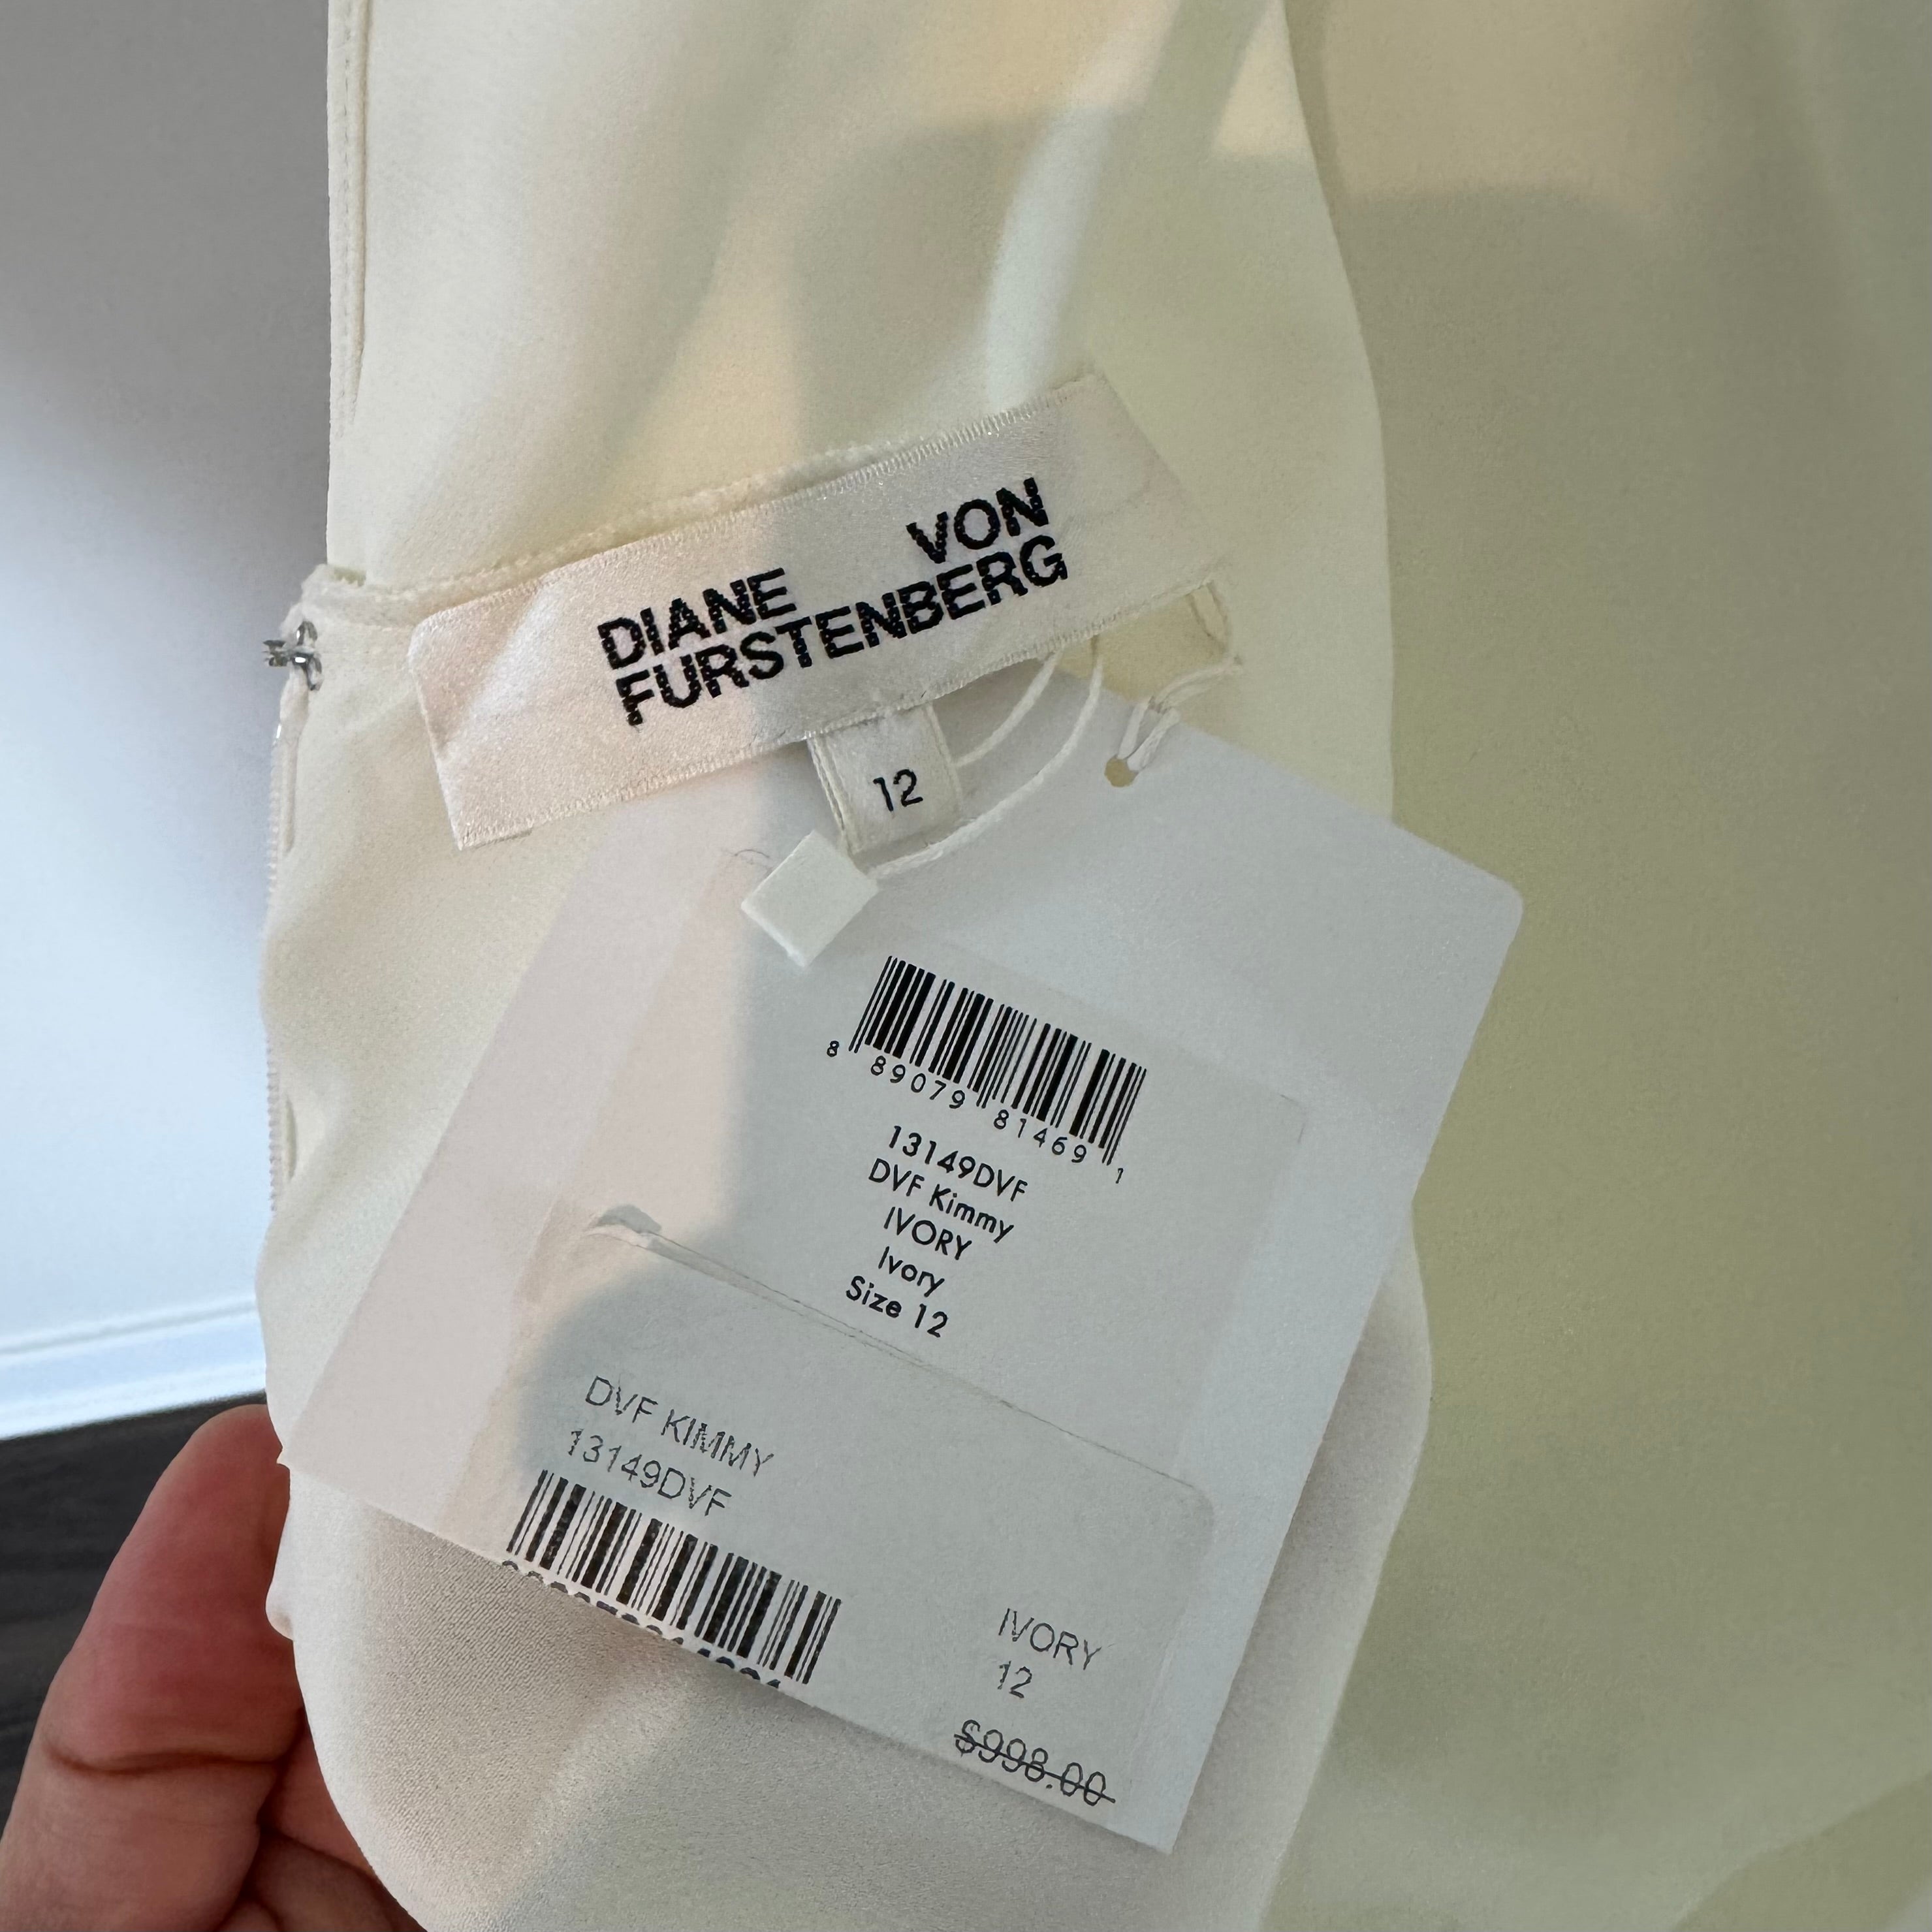 DIANE VON
FURSTENBERG
12
8 89079 81469 1
13149DVF
DVF Kimmy
IVORY
Ivory
Size 12
DVF KIMMY
13149DVF
IVORY
12
$998.00